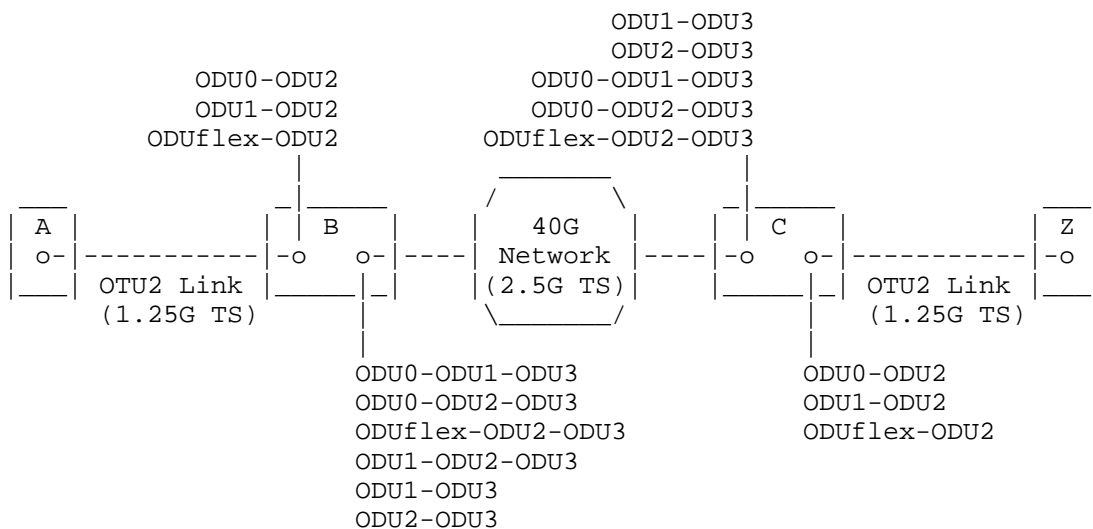 ODU1-ODU3
ODU2-ODU3
ODU0-ODU2 ODU0-ODU1-ODU3
ODU1-ODU2 ODU0-ODU2-ODU3
ODUflex-ODU2 ODUflex-ODU2-ODU3
A B 40G C Z
o- -o o- Network -o o- -o
OTU2 Link (2.5G TS) OTU2 Link
(1.25G TS) (1.25G TS)
ODU0-ODU1-ODU3 ODU0-ODU2
ODU0-ODU2-ODU3 ODU1-ODU2
ODUflex-ODU2-ODU3 ODUflex-ODU2
ODU1-ODU2-ODU3
ODU1-ODU3
ODU2-ODU3